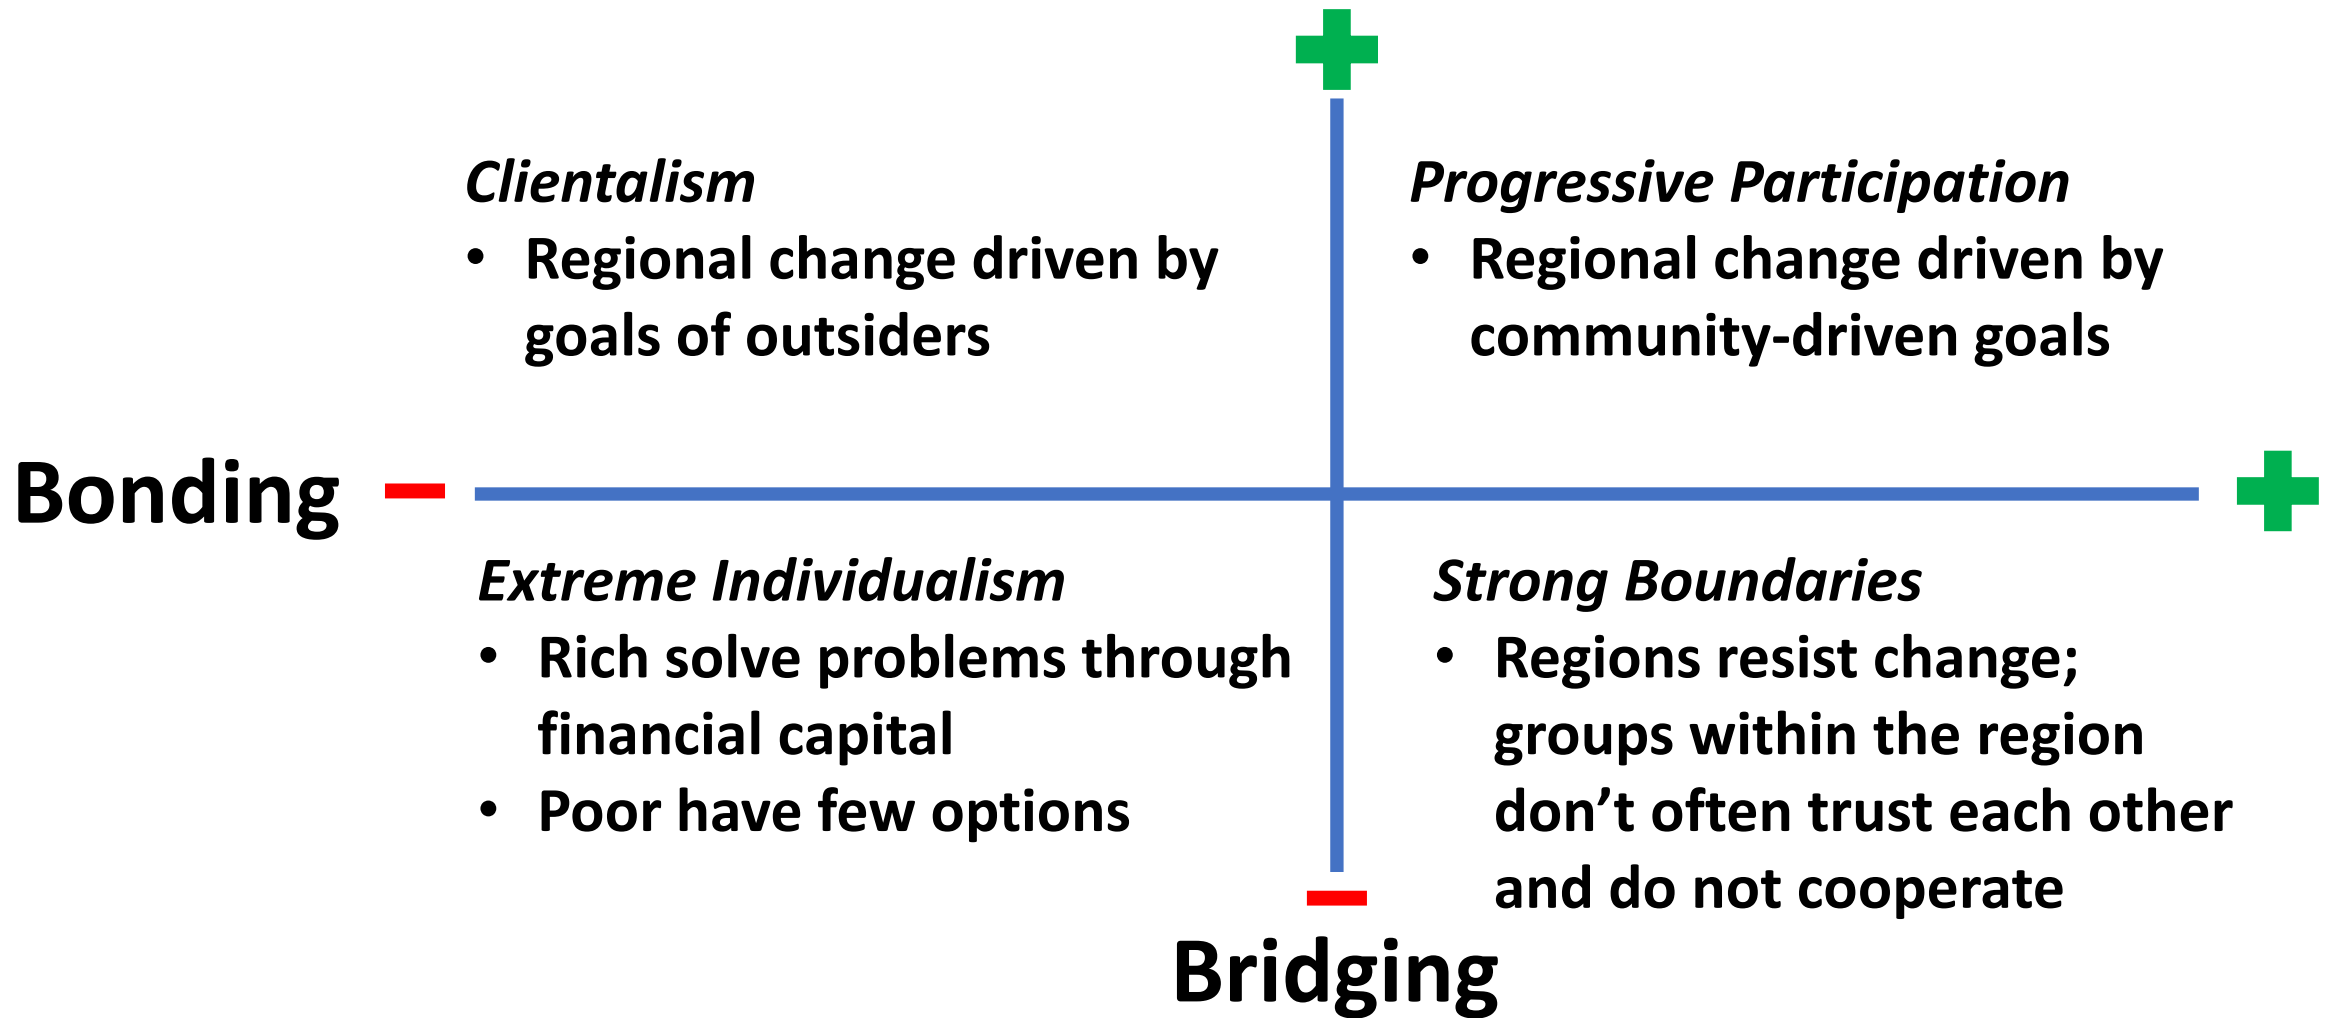 Clientalism
• Regional change driven by
goals of outsiders
Progressive Participation
• Regional change driven by
community-driven goals
Bonding
Extreme Individualism
• Rich solve problems through
financial capital
• Poor have few options
Strong Boundaries
• Regions resist change;
groups within the region
don’t often trust each other
and do not cooperate
Bridging